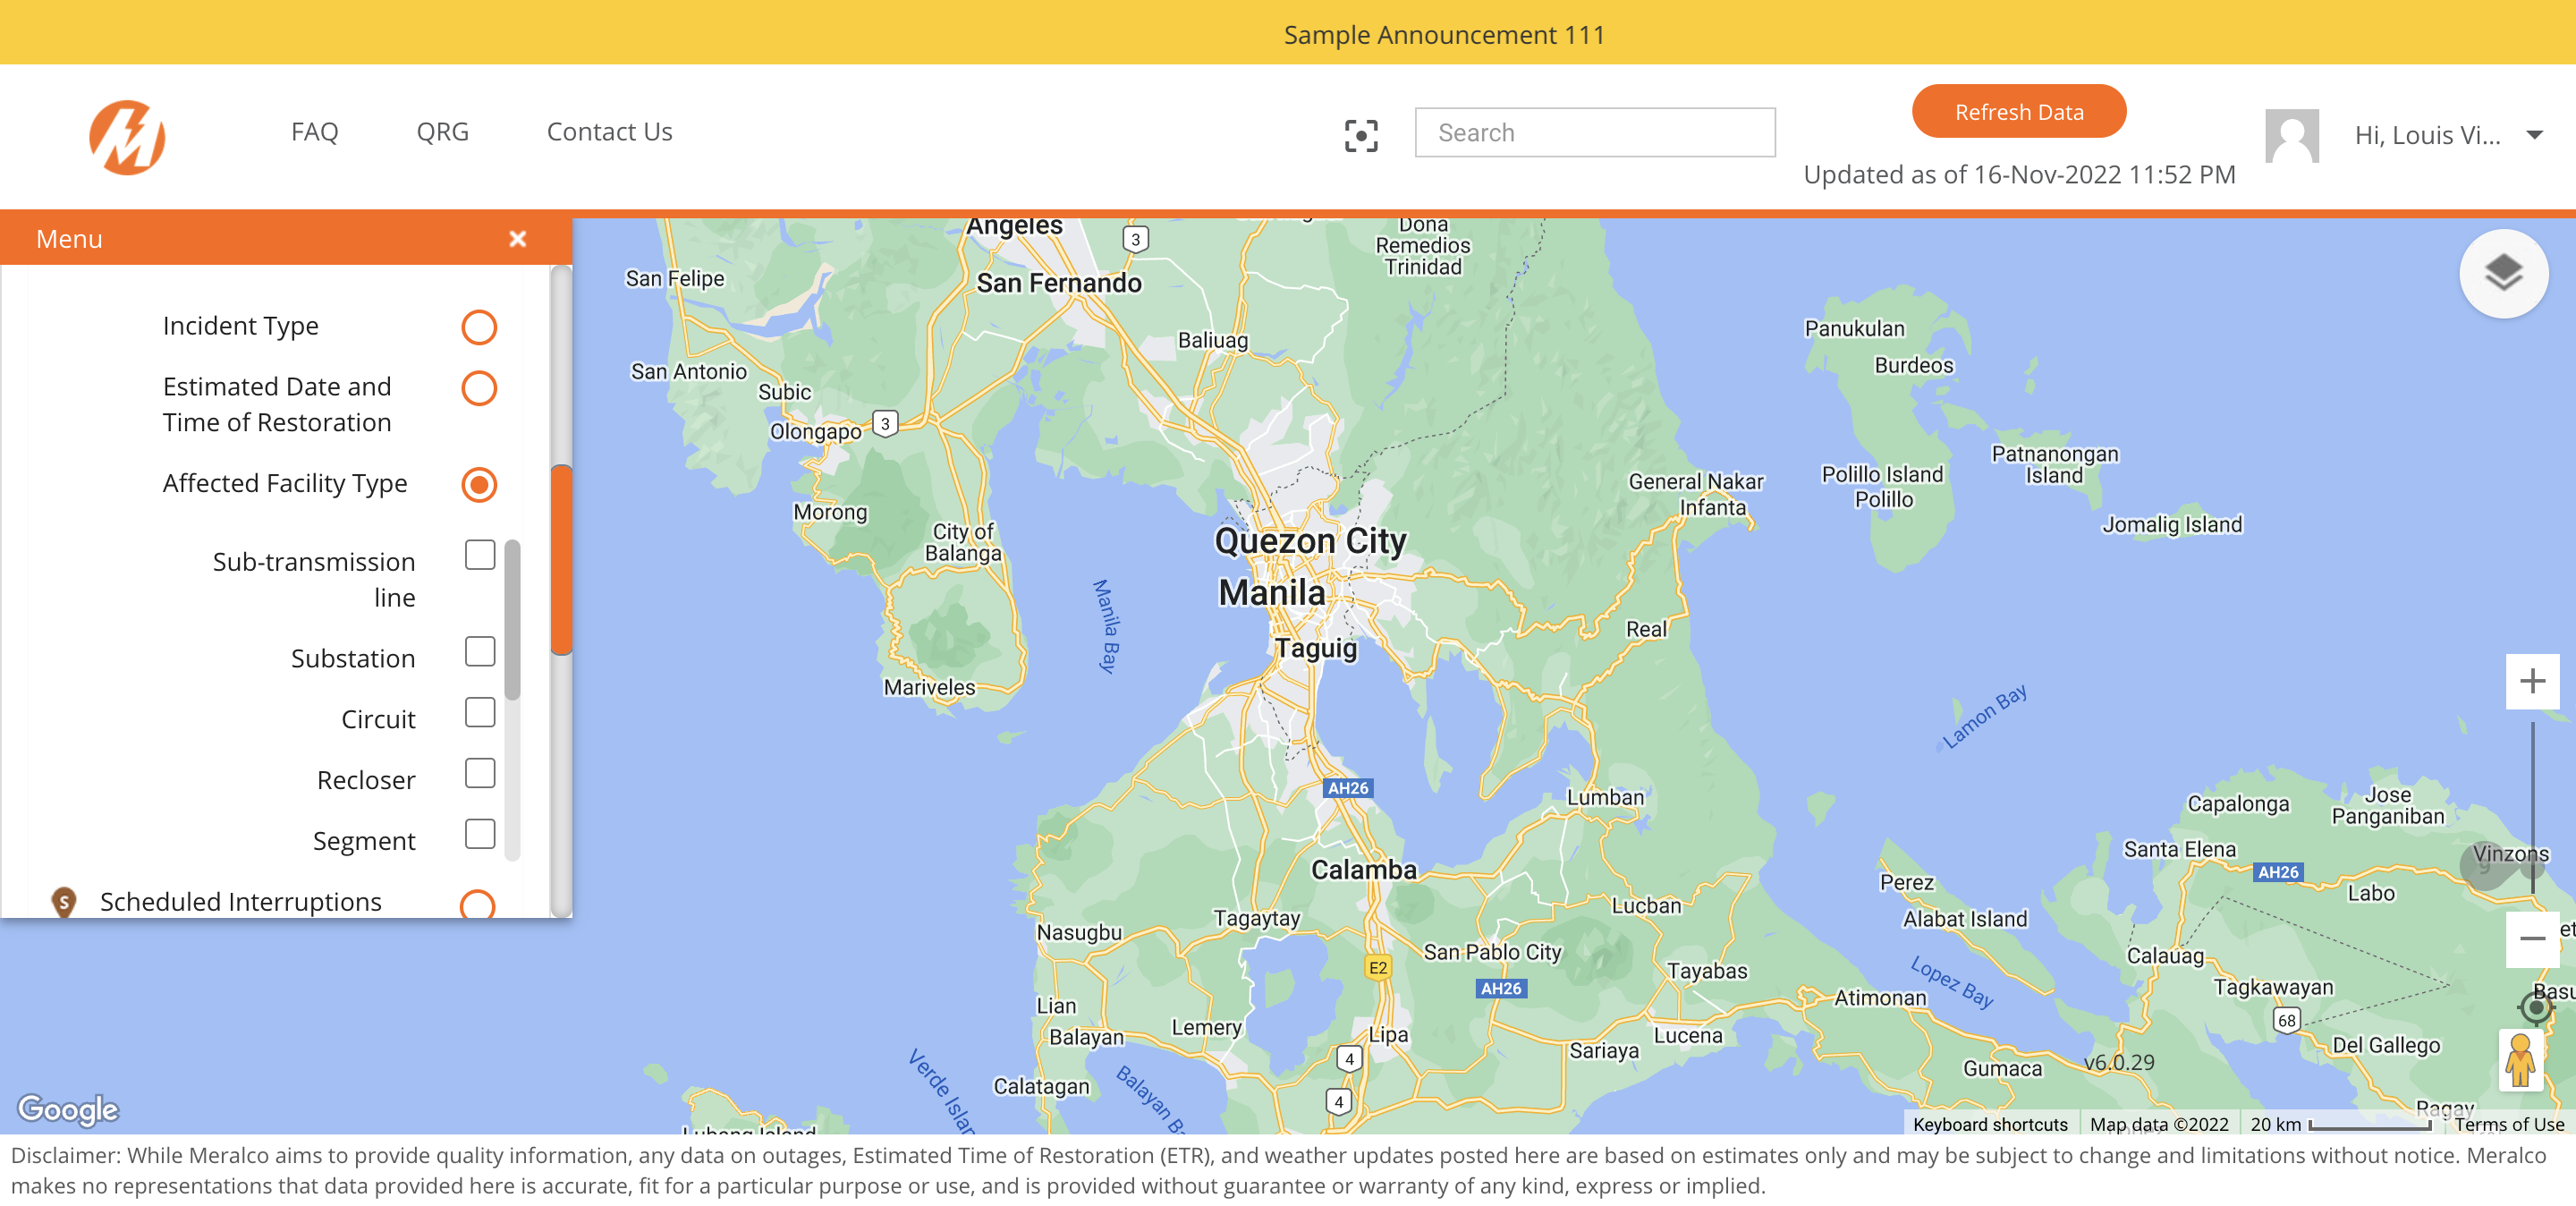 Sample Announcement 111
FAQ
QRG
Contact Us
Search
Refresh Data
Updated as of 16-Nov-2022 11:52 PM
Hi, Louis Vi...
Menu
Incident Type
Estimated Date and
Time of Restoration
Affected Facility Type
Sub-transmission
line
Substation
Circuit
Recloser
Segment
S
Scheduled Interruptions
Angeles
3
Dona
Remedios
Trinidad
San Felipe
San Fernando
Baliuag
San Antonio
Subic
Olongapo
3
Morong
City of
Balanga
Mariveles
Manila Bay
Quezon City
Manila
Taguig
Panukulan
Burdeos
Patnanongan
Island
Polillo Island
Polillo
General Nakar
Infanta
Jomalig Island
Real
Lamon Bay
AH26
Lumban
Capalonga
Jose
Panganiban
Santa Elena
AH26
Vinzons
Labo
Calamba
Perez
Alabat Island
Tagaytay
Lucban
Nasugbu
San Pablo City
E2
AH26
Tayabas
Calauag
Lopez Bay
Tagkawayan
Atimonan
68
Lian
Balayan
Lemery
Lipa
4
4
Sariaya
Lucena
Del Gallego
Gumaca
v6.0.29
Calatagan
Ragay
Google
Keyboard shortcuts
Map data ©2022
20 km
Terms of Use
Disclaimer: While Meralco aims to provide quality information, any data on outages, Estimated Time of Restoration (ETR), and weather updates posted here are based on estimates only and may be subject to change and limitations without notice. Meralco
makes no representations that data provided here is accurate, fit for a particular purpose or use, and is provided without guarantee or warranty of any kind, express or implied.